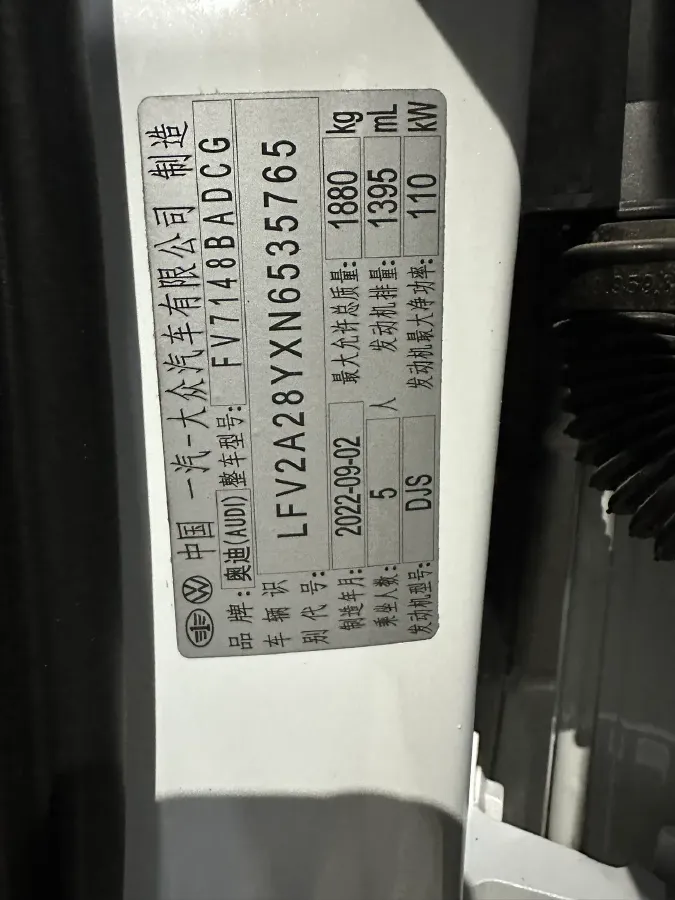 中国 一汽-大众汽车有限公司 制造
品牌:奥迪(AUDI) 整车型号:FV7148BADCG
车辆识别代号:LFV2A28YXN6535765
制造年月:2022-09-02 最大允许总质量:1880 kg
乘坐人数:5 人 发动机排量:1395 mL
发动机型号:DJS 发动机最大净功率:110 kW